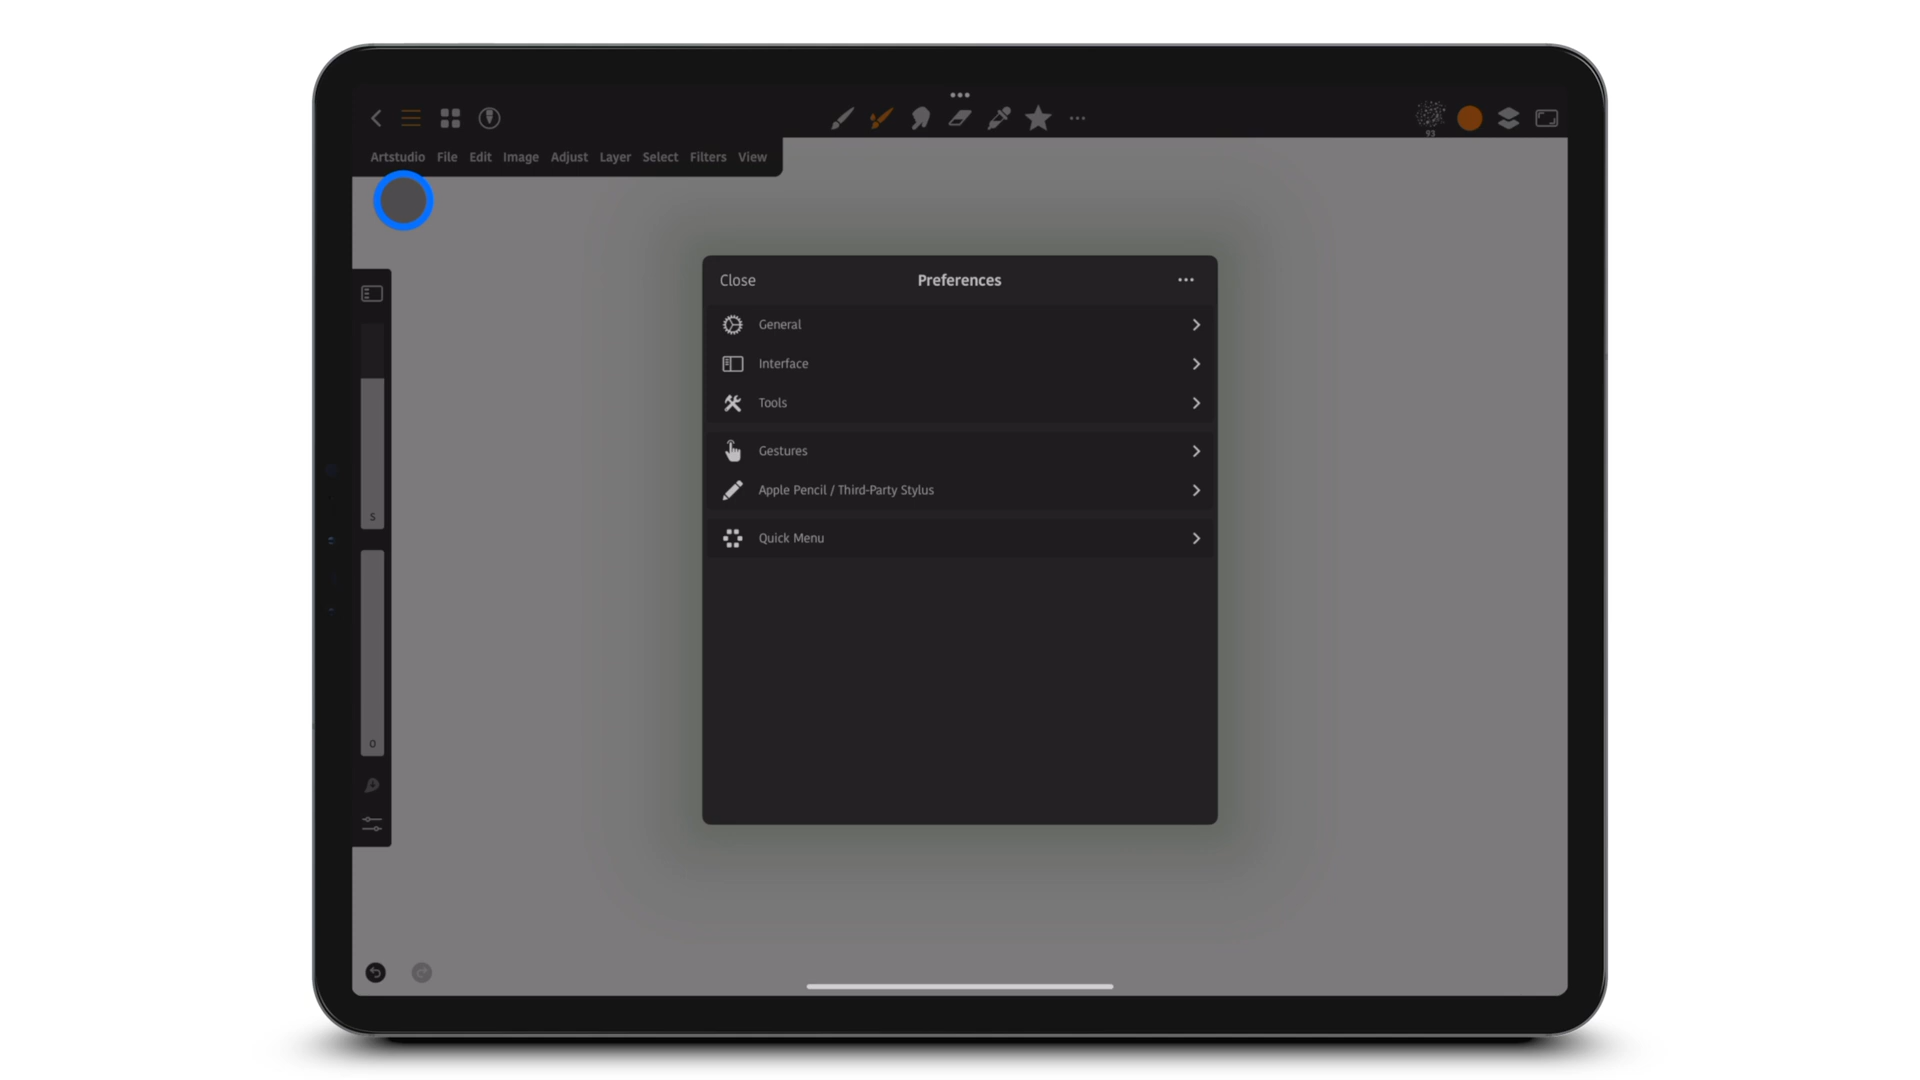 93
Artstudio File Edit Image Adjust Layer Select Filters View
Close Preferences
General
Interface
Tools
Gestures
Apple Pencil / Third-Party Stylus
Quick Menu
S
O